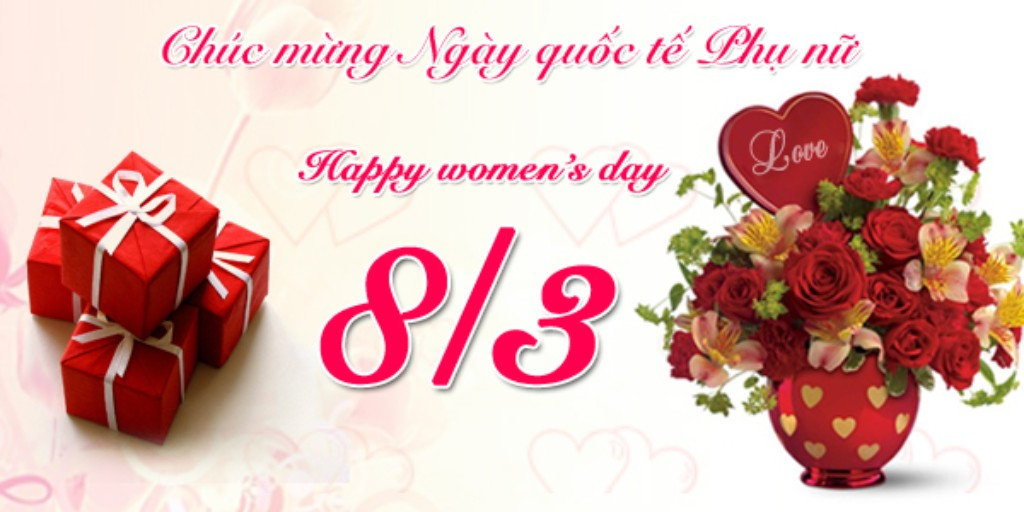 Chúc mừng Ngày quốc tế Phụ nữ
Love
Happy women's day
8/3